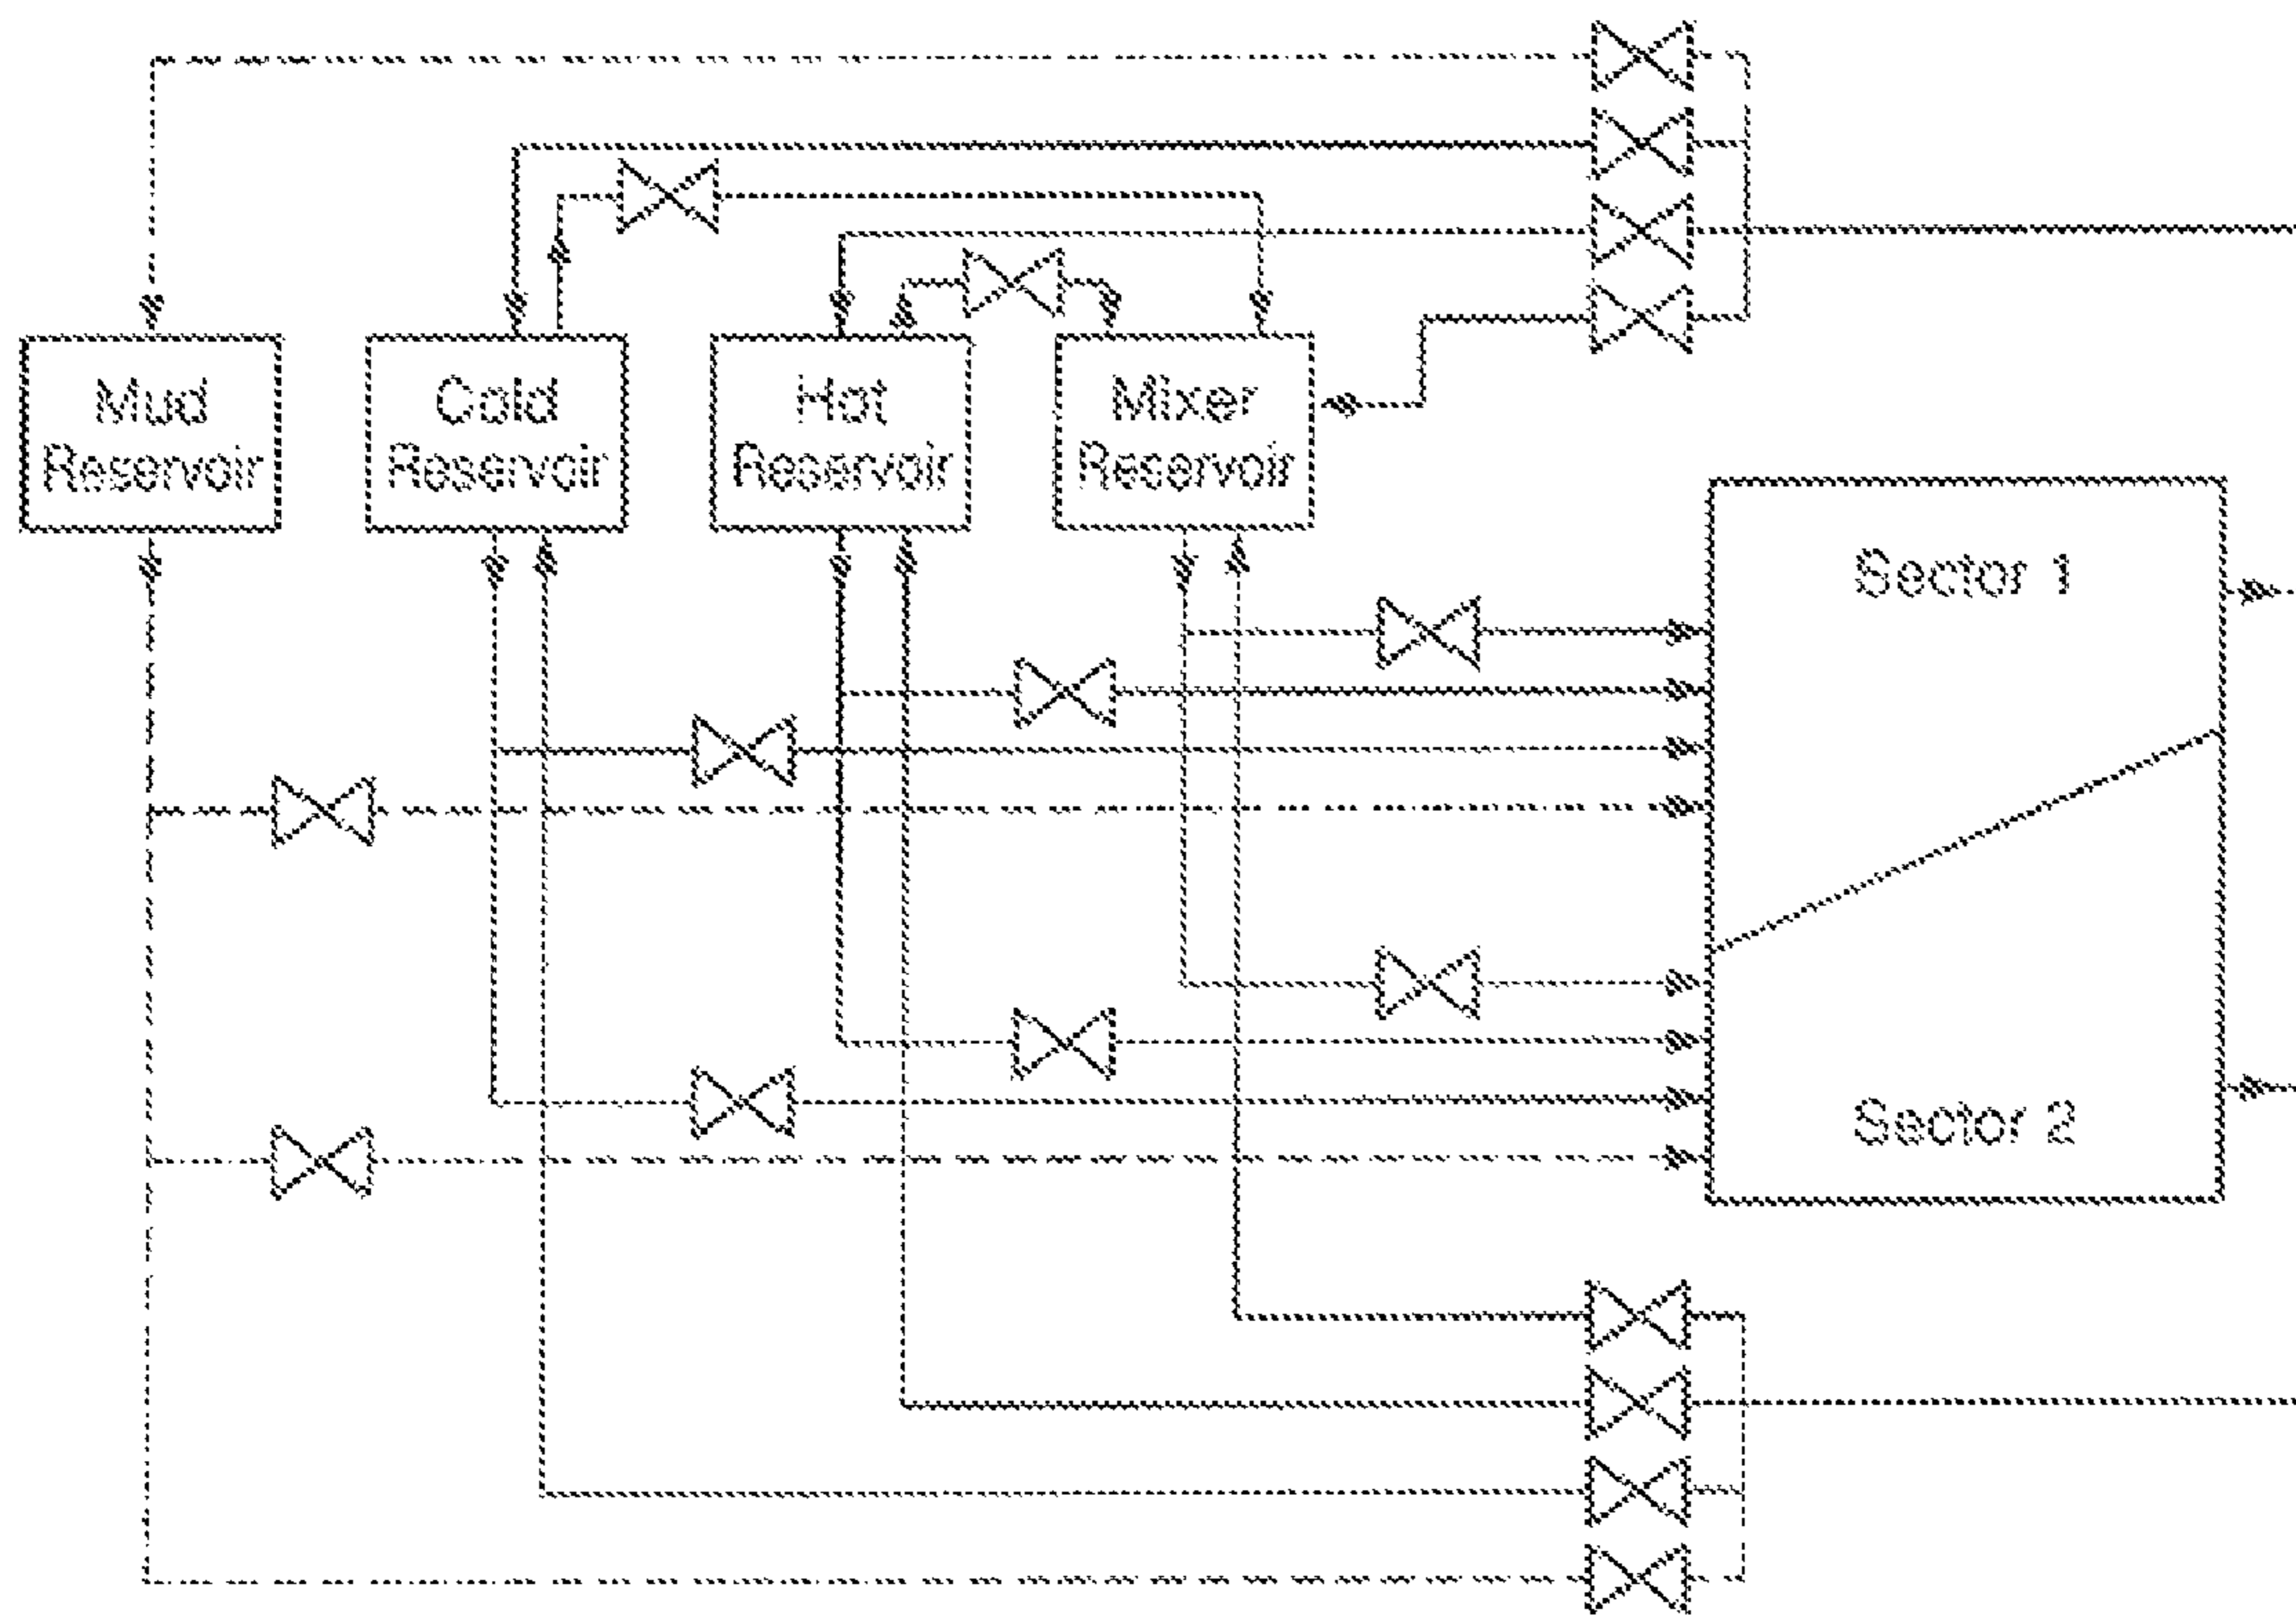 Mud
Reservoir
Cold
Reservoir
Hot
Reservoir
Mixer
Reservoir
Sector 1
Sector 2